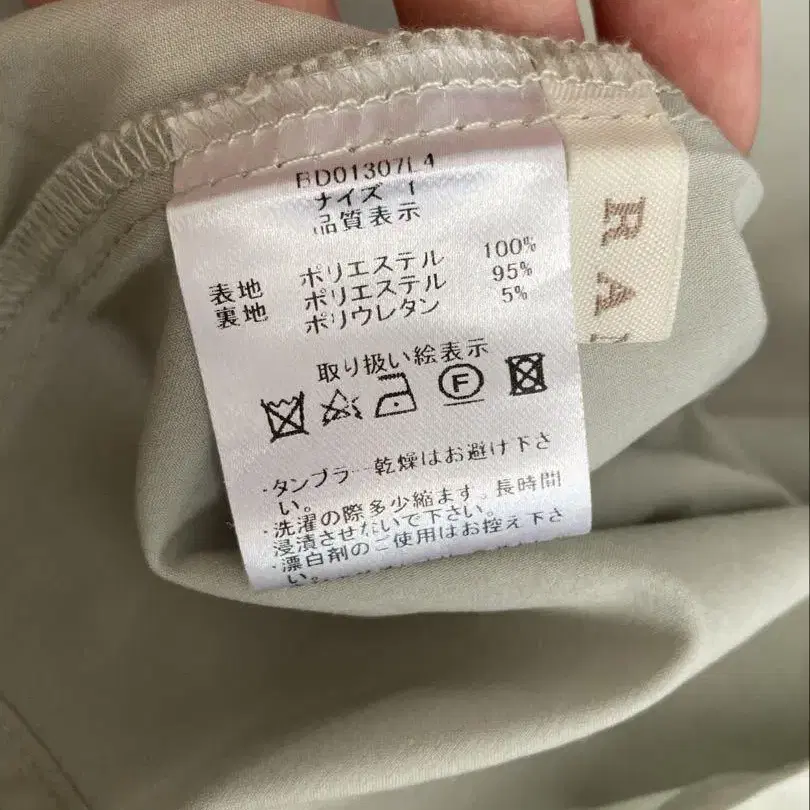 BD01307L4
サイズ 1
品質表示
表地 ポリエステル 100%
裏地 ポリエステル 95%
ポリウレタン 5%
取り扱い絵表示
F
・タンブラー乾燥はお避け下さ
い。
・洗濯の際多少縮ます。長時間
浸漬させないで下さい。
・漂白剤のご使用はお控え下さ
い。
RA